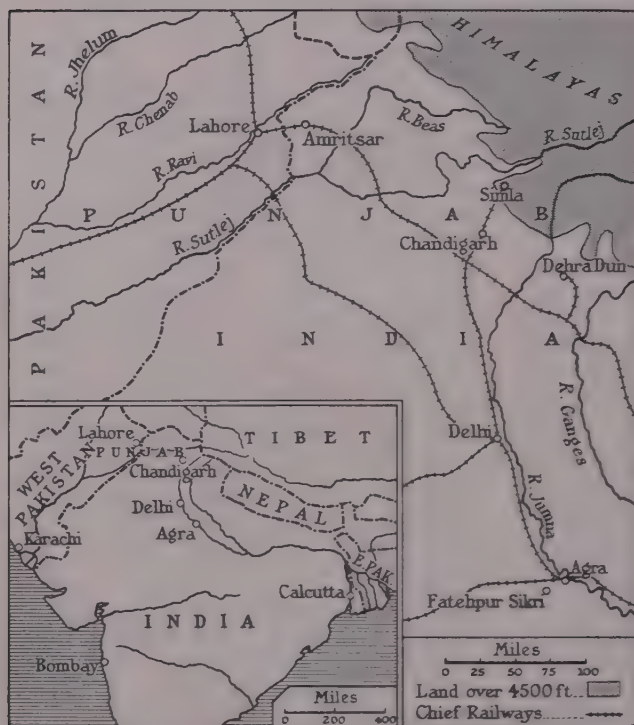 HIMALAYAS
PAKISTAN
R. Jhelum
R. Chenab
Lahore
Amritsar
R. Beas
R. Sutlej
R. Ravi
Simla
PUNJAB
R. Sutlej
Chandigarh
Dehra Dun
INDIA
R. Ganges
Delhi
R. Jumna
Agra
Fatehpur Sikri
Lahore
TIBET
PUNJAB
WEST PAKISTAN
Chandigarh
Delhi
NEPAL
Agra
Karachi
E. PAK.
Calcutta
INDIA
Bombay
Miles
0 200 400
Miles
0 25 50 75 100
Land over 4500 ft...
Chief Railways